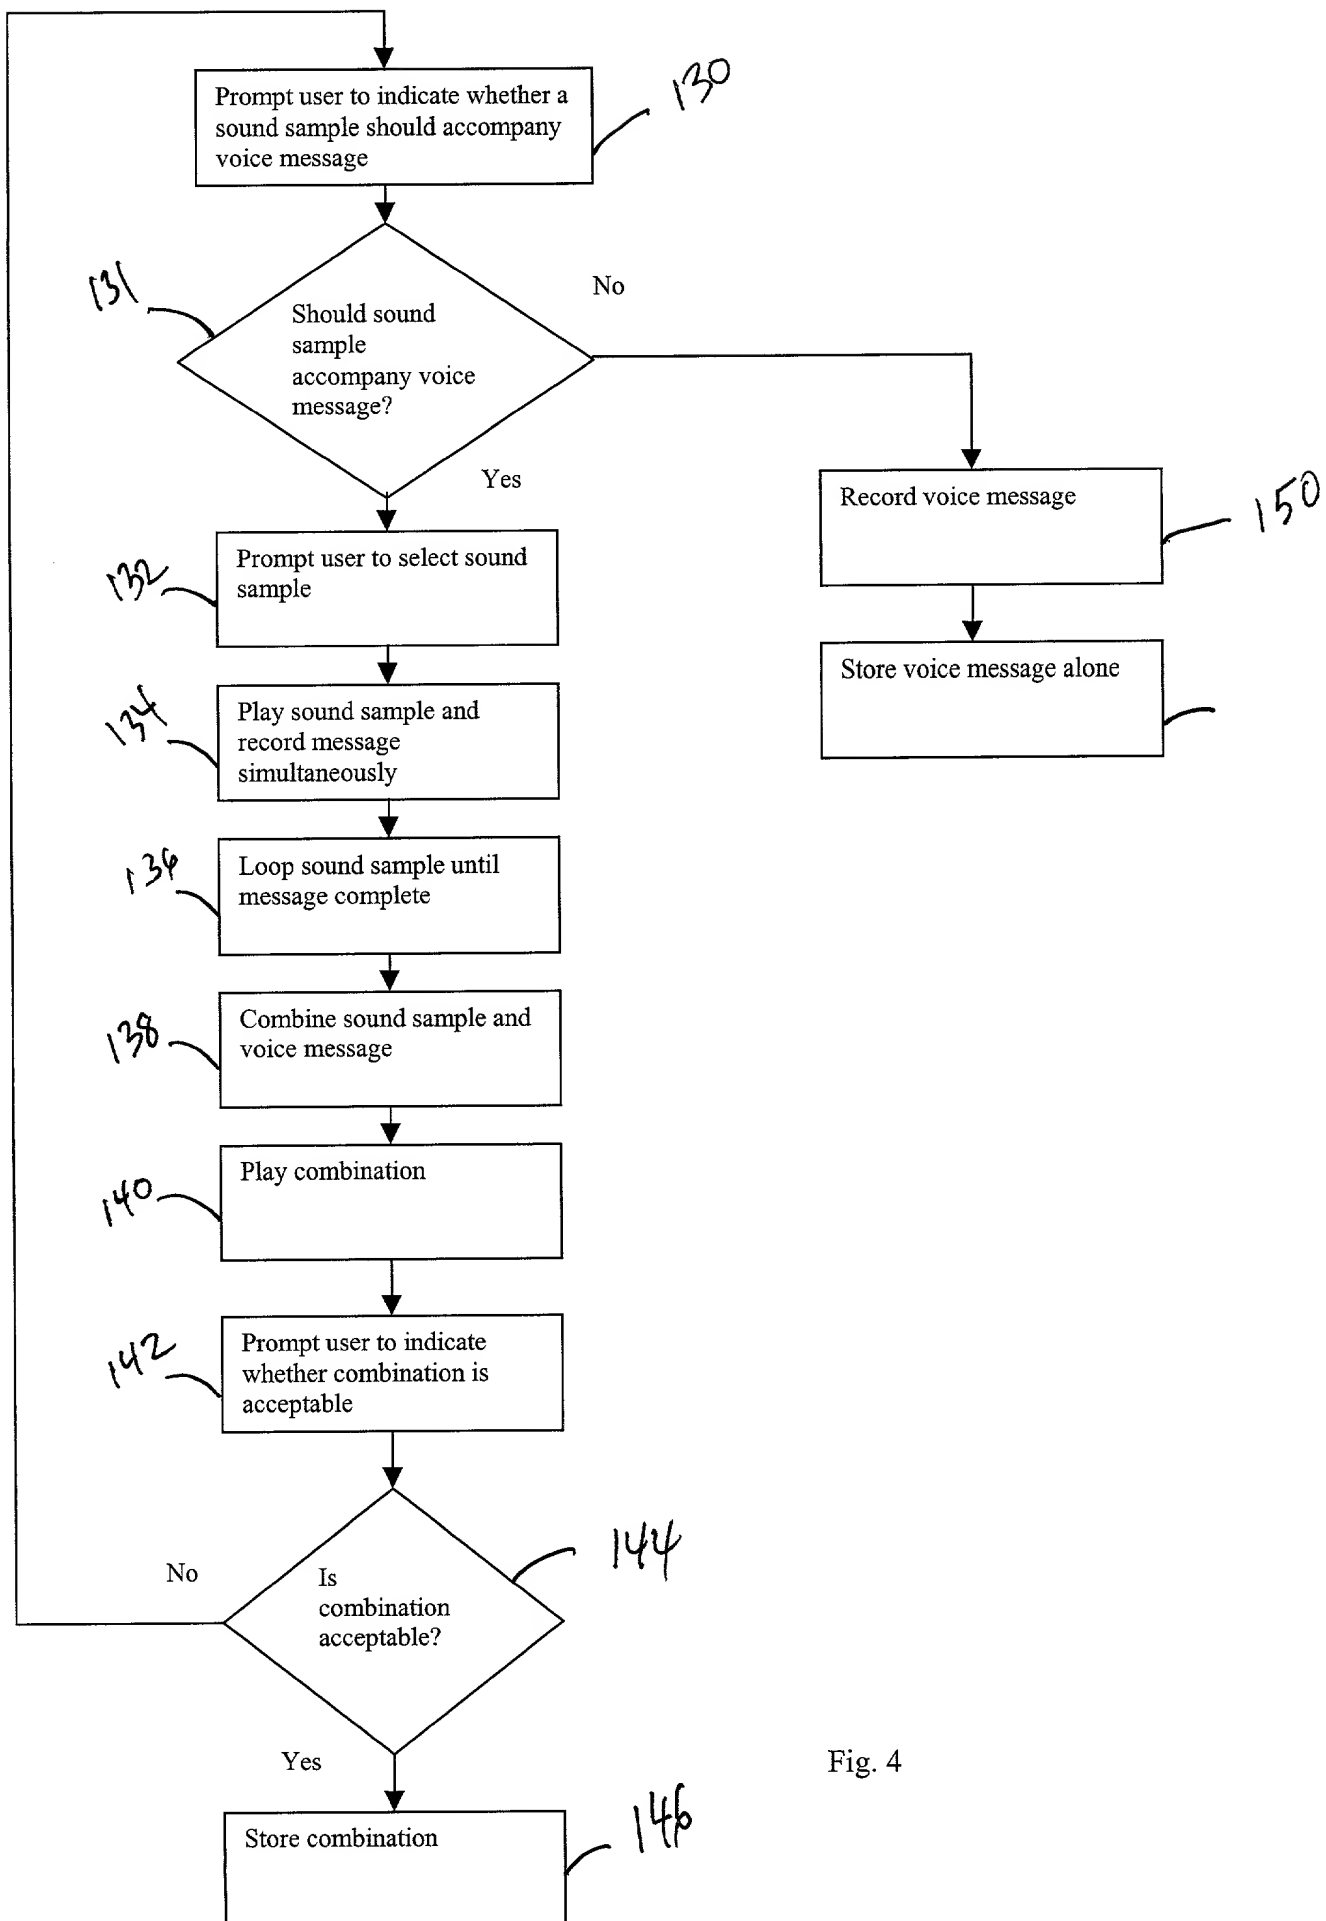 Prompt user to indicate whether a
sound sample should accompany
voice message
130
131
Should sound
sample
accompany voice
message?
No
Yes
Record voice message
150
Store voice message alone
132
Prompt user to select sound
sample
134
Play sound sample and
record message
simultaneously
136
Loop sound sample until
message complete
138
Combine sound sample and
voice message
140
Play combination
142
Prompt user to indicate
whether combination is
acceptable
144
No
Is
combination
acceptable?
Yes
Fig. 4
146
Store combination